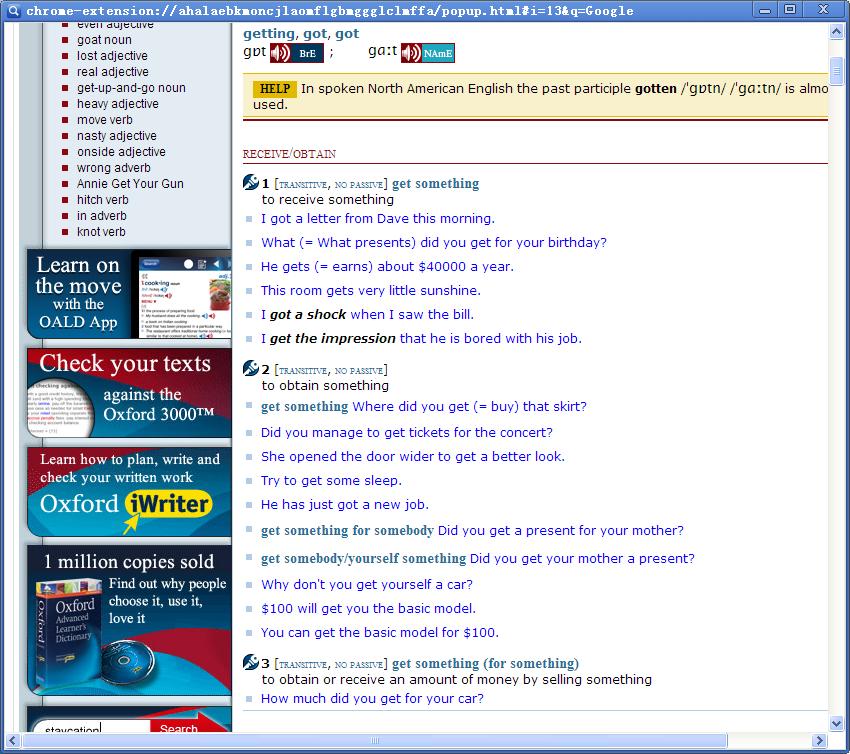 chrome-extension://ahalaebkmoncjlaomflgbmggglclmffa/popup.html#i=13&q=Google
even adjective
goat noun
lost adjective
real adjective
get-up-and-go noun
heavy adjective
move verb
nasty adjective
onside adjective
wrong adverb
Annie Get Your Gun
hitch verb
in adverb
knot verb
Learn on
the move
with the
OALD App
Check your texts
against the
Oxford 3000™
Learn how to plan, write and
check your written work
Oxford iWriter
1 million copies sold
Find out why people
choose it, use it,
love it
Oxford
Advanced
Learner's
Dictionary
staycation
Search
getting, got, got
ɡɒt BrE ; ɡɑːt NAmE
HELP In spoken North American English the past participle gotten /ˈɡɒtn/ /ˈɡɑːtn/ is almo
used.
RECEIVE/OBTAIN
1 [TRANSITIVE, NO PASSIVE] get something
to receive something
I got a letter from Dave this morning.
What (= What presents) did you get for your birthday?
He gets (= earns) about $40000 a year.
This room gets very little sunshine.
I got a shock when I saw the bill.
I get the impression that he is bored with his job.
2 [TRANSITIVE, NO PASSIVE]
to obtain something
get something Where did you get (= buy) that skirt?
Did you manage to get tickets for the concert?
She opened the door wider to get a better look.
Try to get some sleep.
He has just got a new job.
get something for somebody Did you get a present for your mother?
get somebody/yourself something Did you get your mother a present?
Why don't you get yourself a car?
$100 will get you the basic model.
You can get the basic model for $100.
3 [TRANSITIVE, NO PASSIVE] get something (for something)
to obtain or receive an amount of money by selling something
How much did you get for your car?